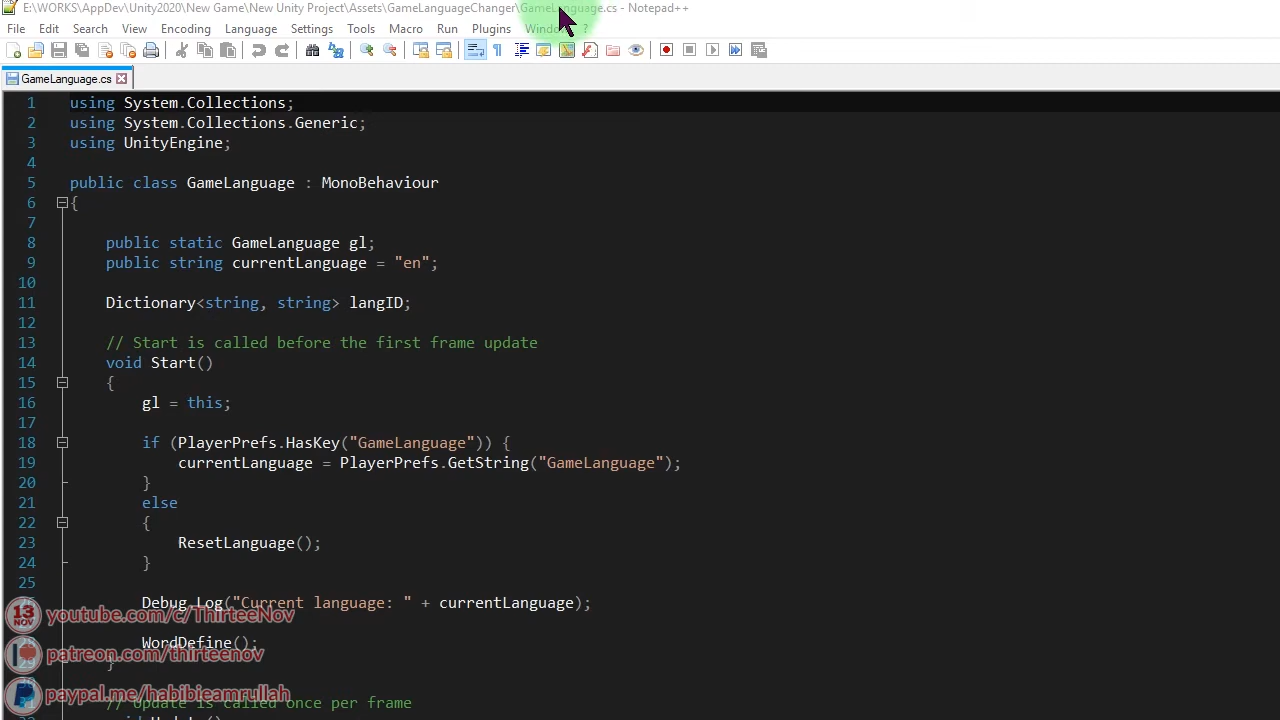 E:\WORKS\AppDev\Unity2020\New Game\New Unity Project\Assets\GameLanguageChanger\GameLanguage.cs - Notepad++
File Edit Search View Encoding Language Settings Tools Macro Run Plugins Window ?
GameLanguage.cs
1 using System.Collections;
2 using System.Collections.Generic;
3 using UnityEngine;
4
5 public class GameLanguage : MonoBehaviour
6 {
7
8 public static GameLanguage gl;
9 public string currentLanguage = "en";
10
11 Dictionary<string, string> langID;
12
13 // Start is called before the first frame update
14 void Start()
15 {
16 gl = this;
17
18 if (PlayerPrefs.HasKey("GameLanguage")) {
19 currentLanguage = PlayerPrefs.GetString("GameLanguage");
20 }
21 else
22 {
23 ResetLanguage();
24 }
25
Debug.Log("Current language: " + currentLanguage);
13 NOV youtube.com/c/ThirteeNov
WordDefine();
patreon.com/thirteenov
29 }
paypal.me/habibieamrullah
// Update is called once per frame